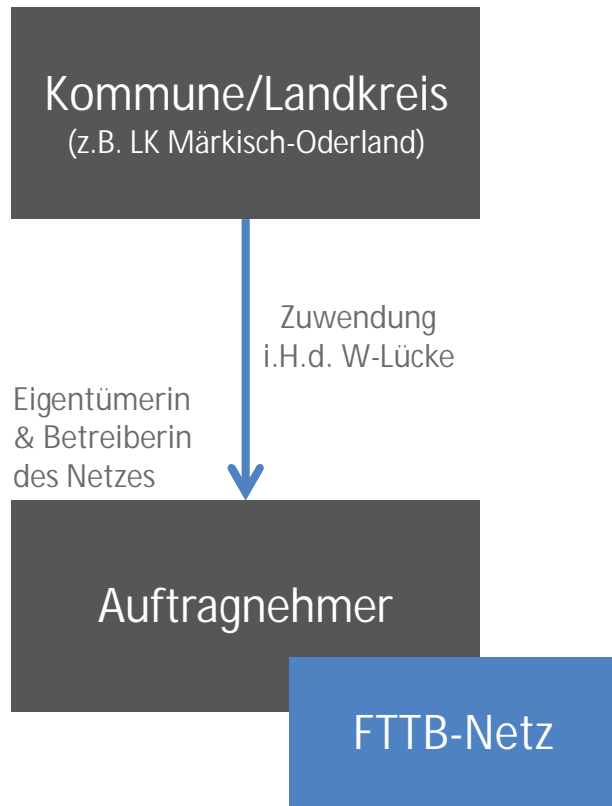 Kommune/Landkreis
(z.B. LK Märkisch-Oderland)
Zuwendung
i.H.d. W-Lücke
Eigentümerin
& Betreiberin
des Netzes
Auftragnehmer
FTTB-Netz